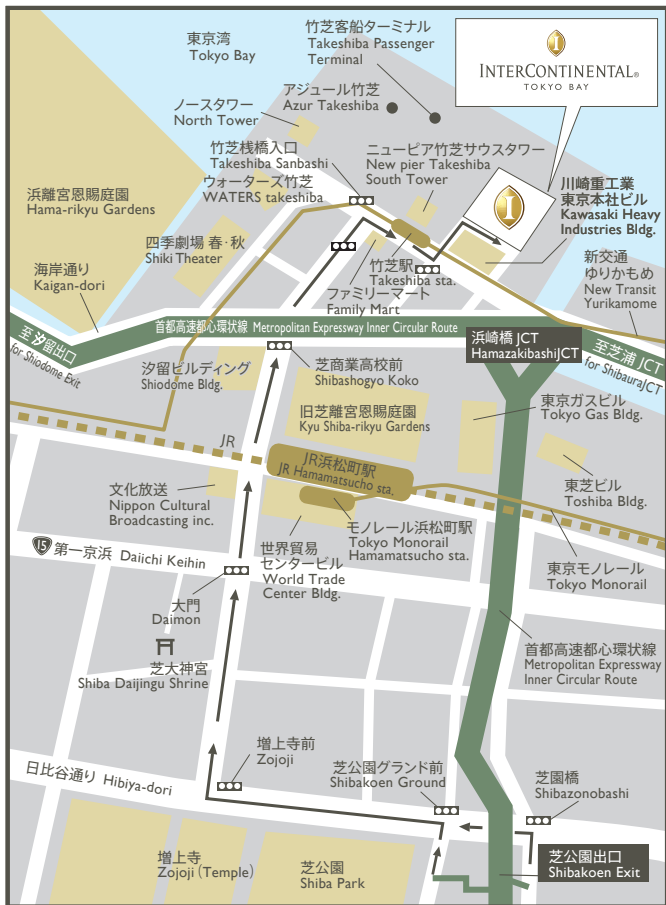 東京湾
Tokyo Bay
竹芝客船ターミナル
Takeshiba Passenger
Terminal
INTERCONTINENTAL®
TOKYO BAY
アジュール竹芝
Azur Takeshiba
ノースタワー
North Tower
竹芝桟橋入口
Takeshiba Sanbashi
ニューピア竹芝サウスタワー
New pier Takeshiba
South Tower
ウォーターズ竹芝
WATERS takeshiba
川崎重工業
東京本社ビル
Kawasaki Heavy
Industries Bldg.
浜離宮恩賜庭園
Hama-rikyu Gardens
四季劇場 春・秋
Shiki Theater
海岸通り
Kaigan-dori
竹芝駅
Takeshiba sta.
新交通
ゆりかもめ
New Transit
Yurikamome
ファミリーマート
Family Mart
首都高速都心環状線 Metropolitan Expressway Inner Circular Route
至汐留出口
for Shiodome Exit
浜崎橋 JCT
HamazakibashiJCT
至芝浦 JCT
for ShibauraJCT
汐留ビルディング
Shiodome Bldg.
芝商業高校前
Shibashogyo Koko
旧芝離宮恩賜庭園
Kyu Shiba-rikyu Gardens
東京ガスビル
Tokyo Gas Bldg.
JR
JR浜松町駅
JR Hamamatsucho sta.
東芝ビル
Toshiba Bldg.
文化放送
Nippon Cultural
Broadcasting inc.
モノレール浜松町駅
Tokyo Monorail
Hamamatsucho sta.
世界貿易
センタービル
World Trade
Center Bldg.
15 第一京浜 Daiichi Keihin
東京モノレール
Tokyo Monorail
大門
Daimon
芝大神宮
Shiba Daijingu Shrine
首都高速都心環状線
Metropolitan Expressway
Inner Circular Route
増上寺前
Zojoji
日比谷通り Hibiya-dori
芝公園グランド前
Shibakoen Ground
芝園橋
Shibazonobashi
増上寺
Zojoji (Temple)
芝公園
Shiba Park
芝公園出口
Shibakoen Exit